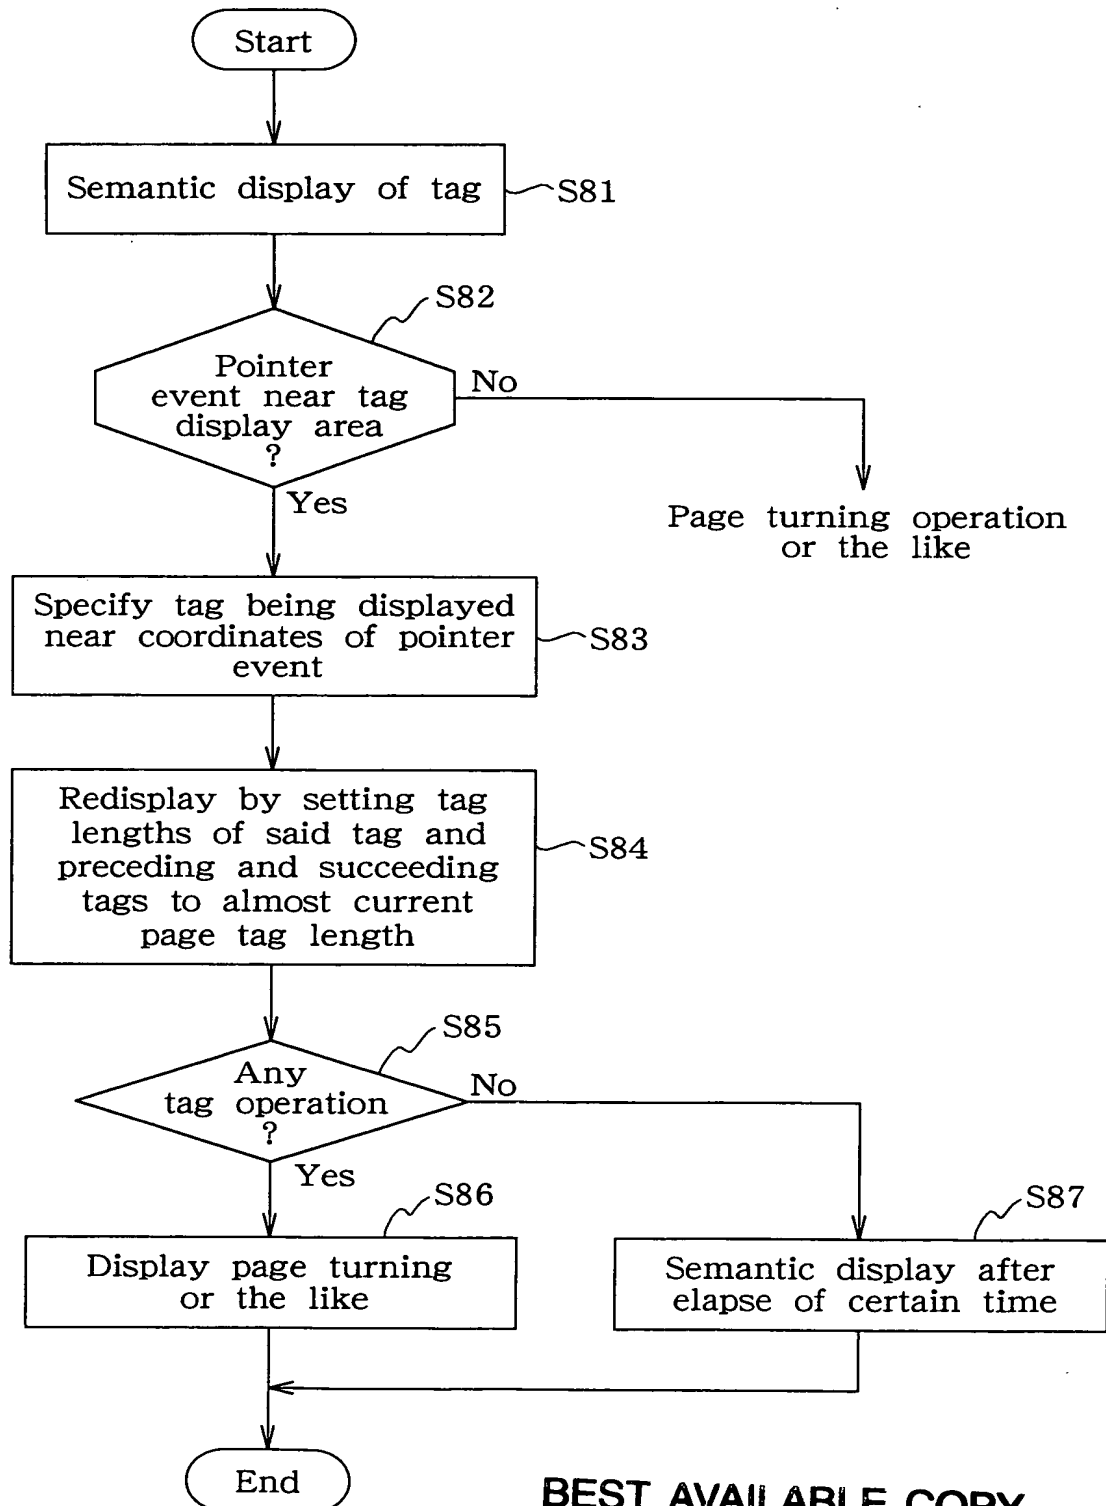 Start
Semantic display of tag
S81
S82
Pointer
event near tag
display area
?
No
Yes
Page turning operation
or the like
Specify tag being displayed
near coordinates of pointer
event
S83
Redisplay by setting tag
lengths of said tag and
preceding and succeeding
tags to almost current
page tag length
S84
S85
Any
tag operation
?
No
Yes
S86
S87
Display page turning
or the like
Semantic display after
elapse of certain time
End
BEST AVAILABLE COPY